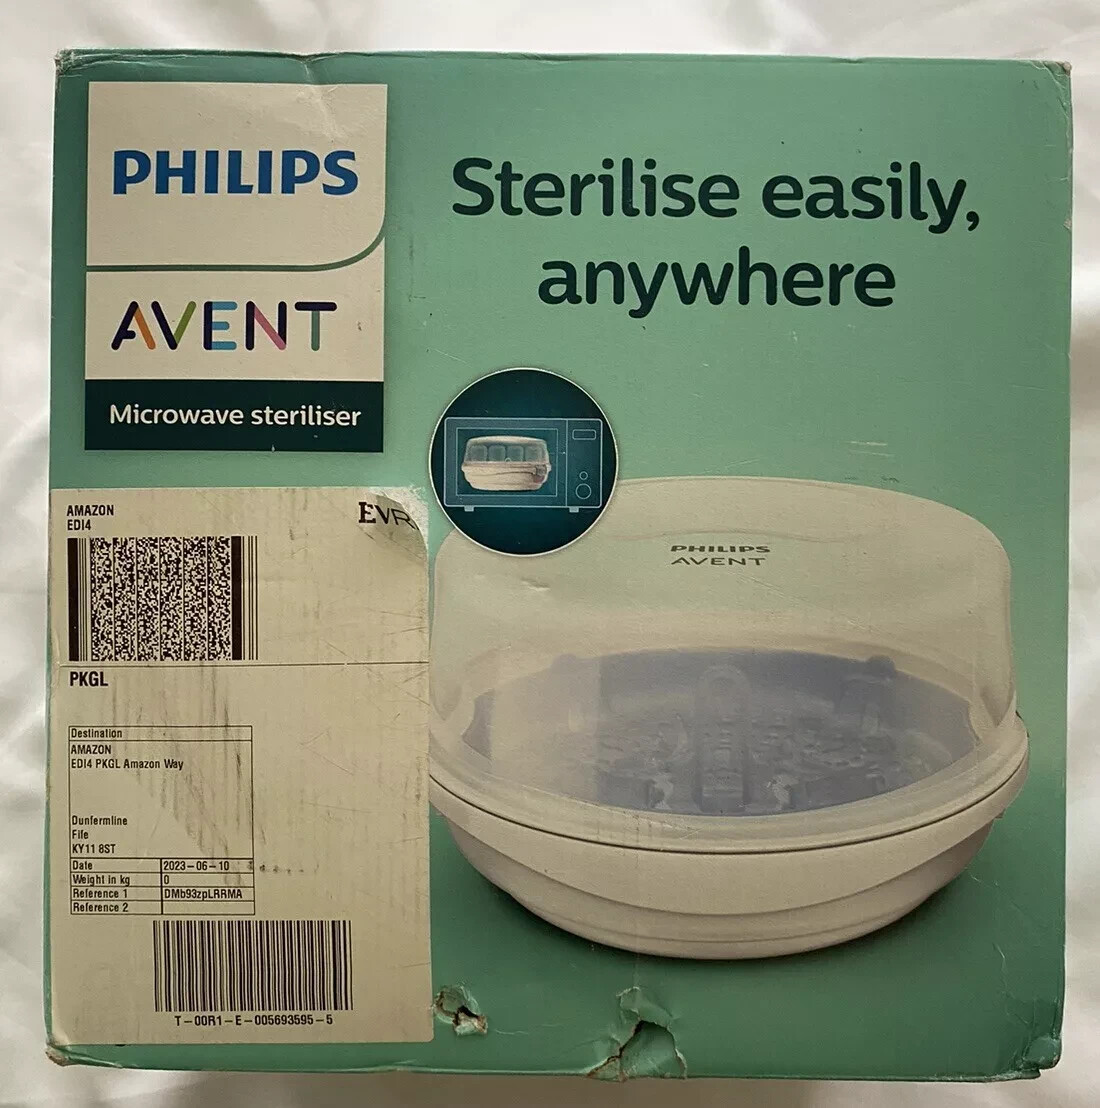 PHILIPS
AVENT
Microwave steriliser
Sterilise easily,
anywhere
PHILIPS
AVENT
AMAZON
EDI4
EVR
PKGL
Destination
AMAZON
EDI4 PKGL Amazon Way
Dunfermline
Fife
KY11 8ST
Date 2023-06-10
Weight in kg 0
Reference 1 DMb93zpLRRMA
Reference 2
T-00R1-E-005693595-5